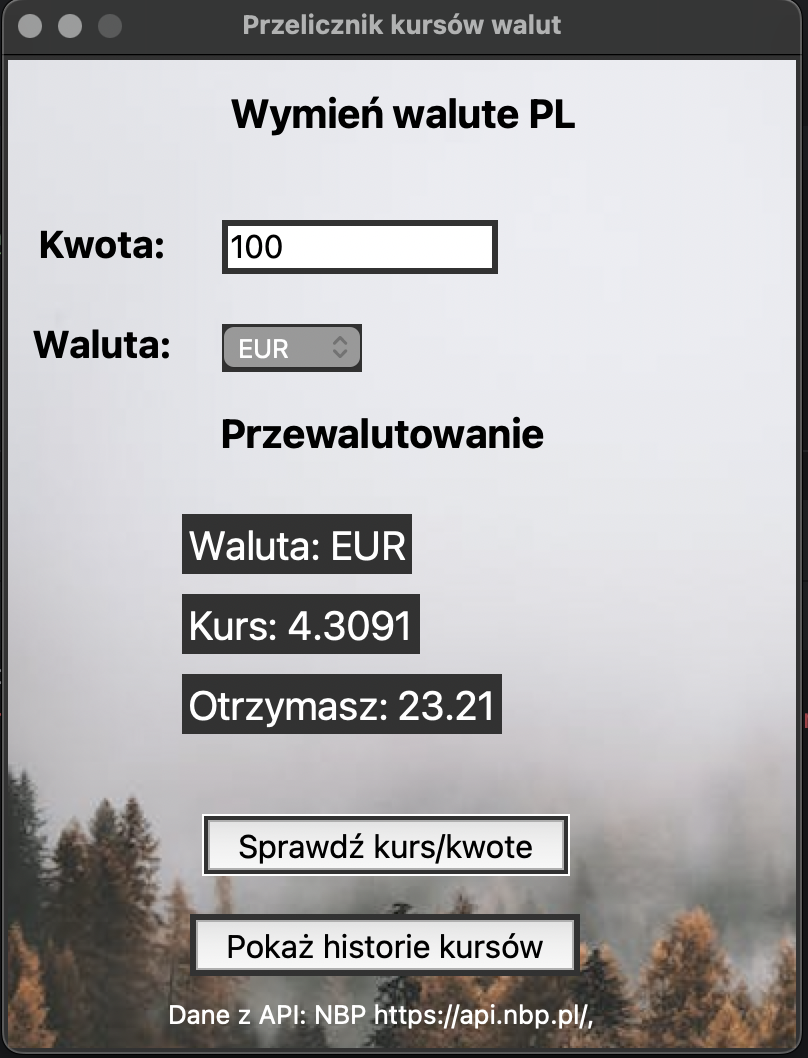 Przelicznik kursów walut
Wymień walute PL
Kwota: 100
Waluta: EUR
Przewalutowanie
Waluta: EUR
Kurs: 4.3091
Otrzymasz: 23.21
Sprawdź kurs/kwote
Pokaż historie kursów
Dane z API: NBP https://api.nbp.pl/,